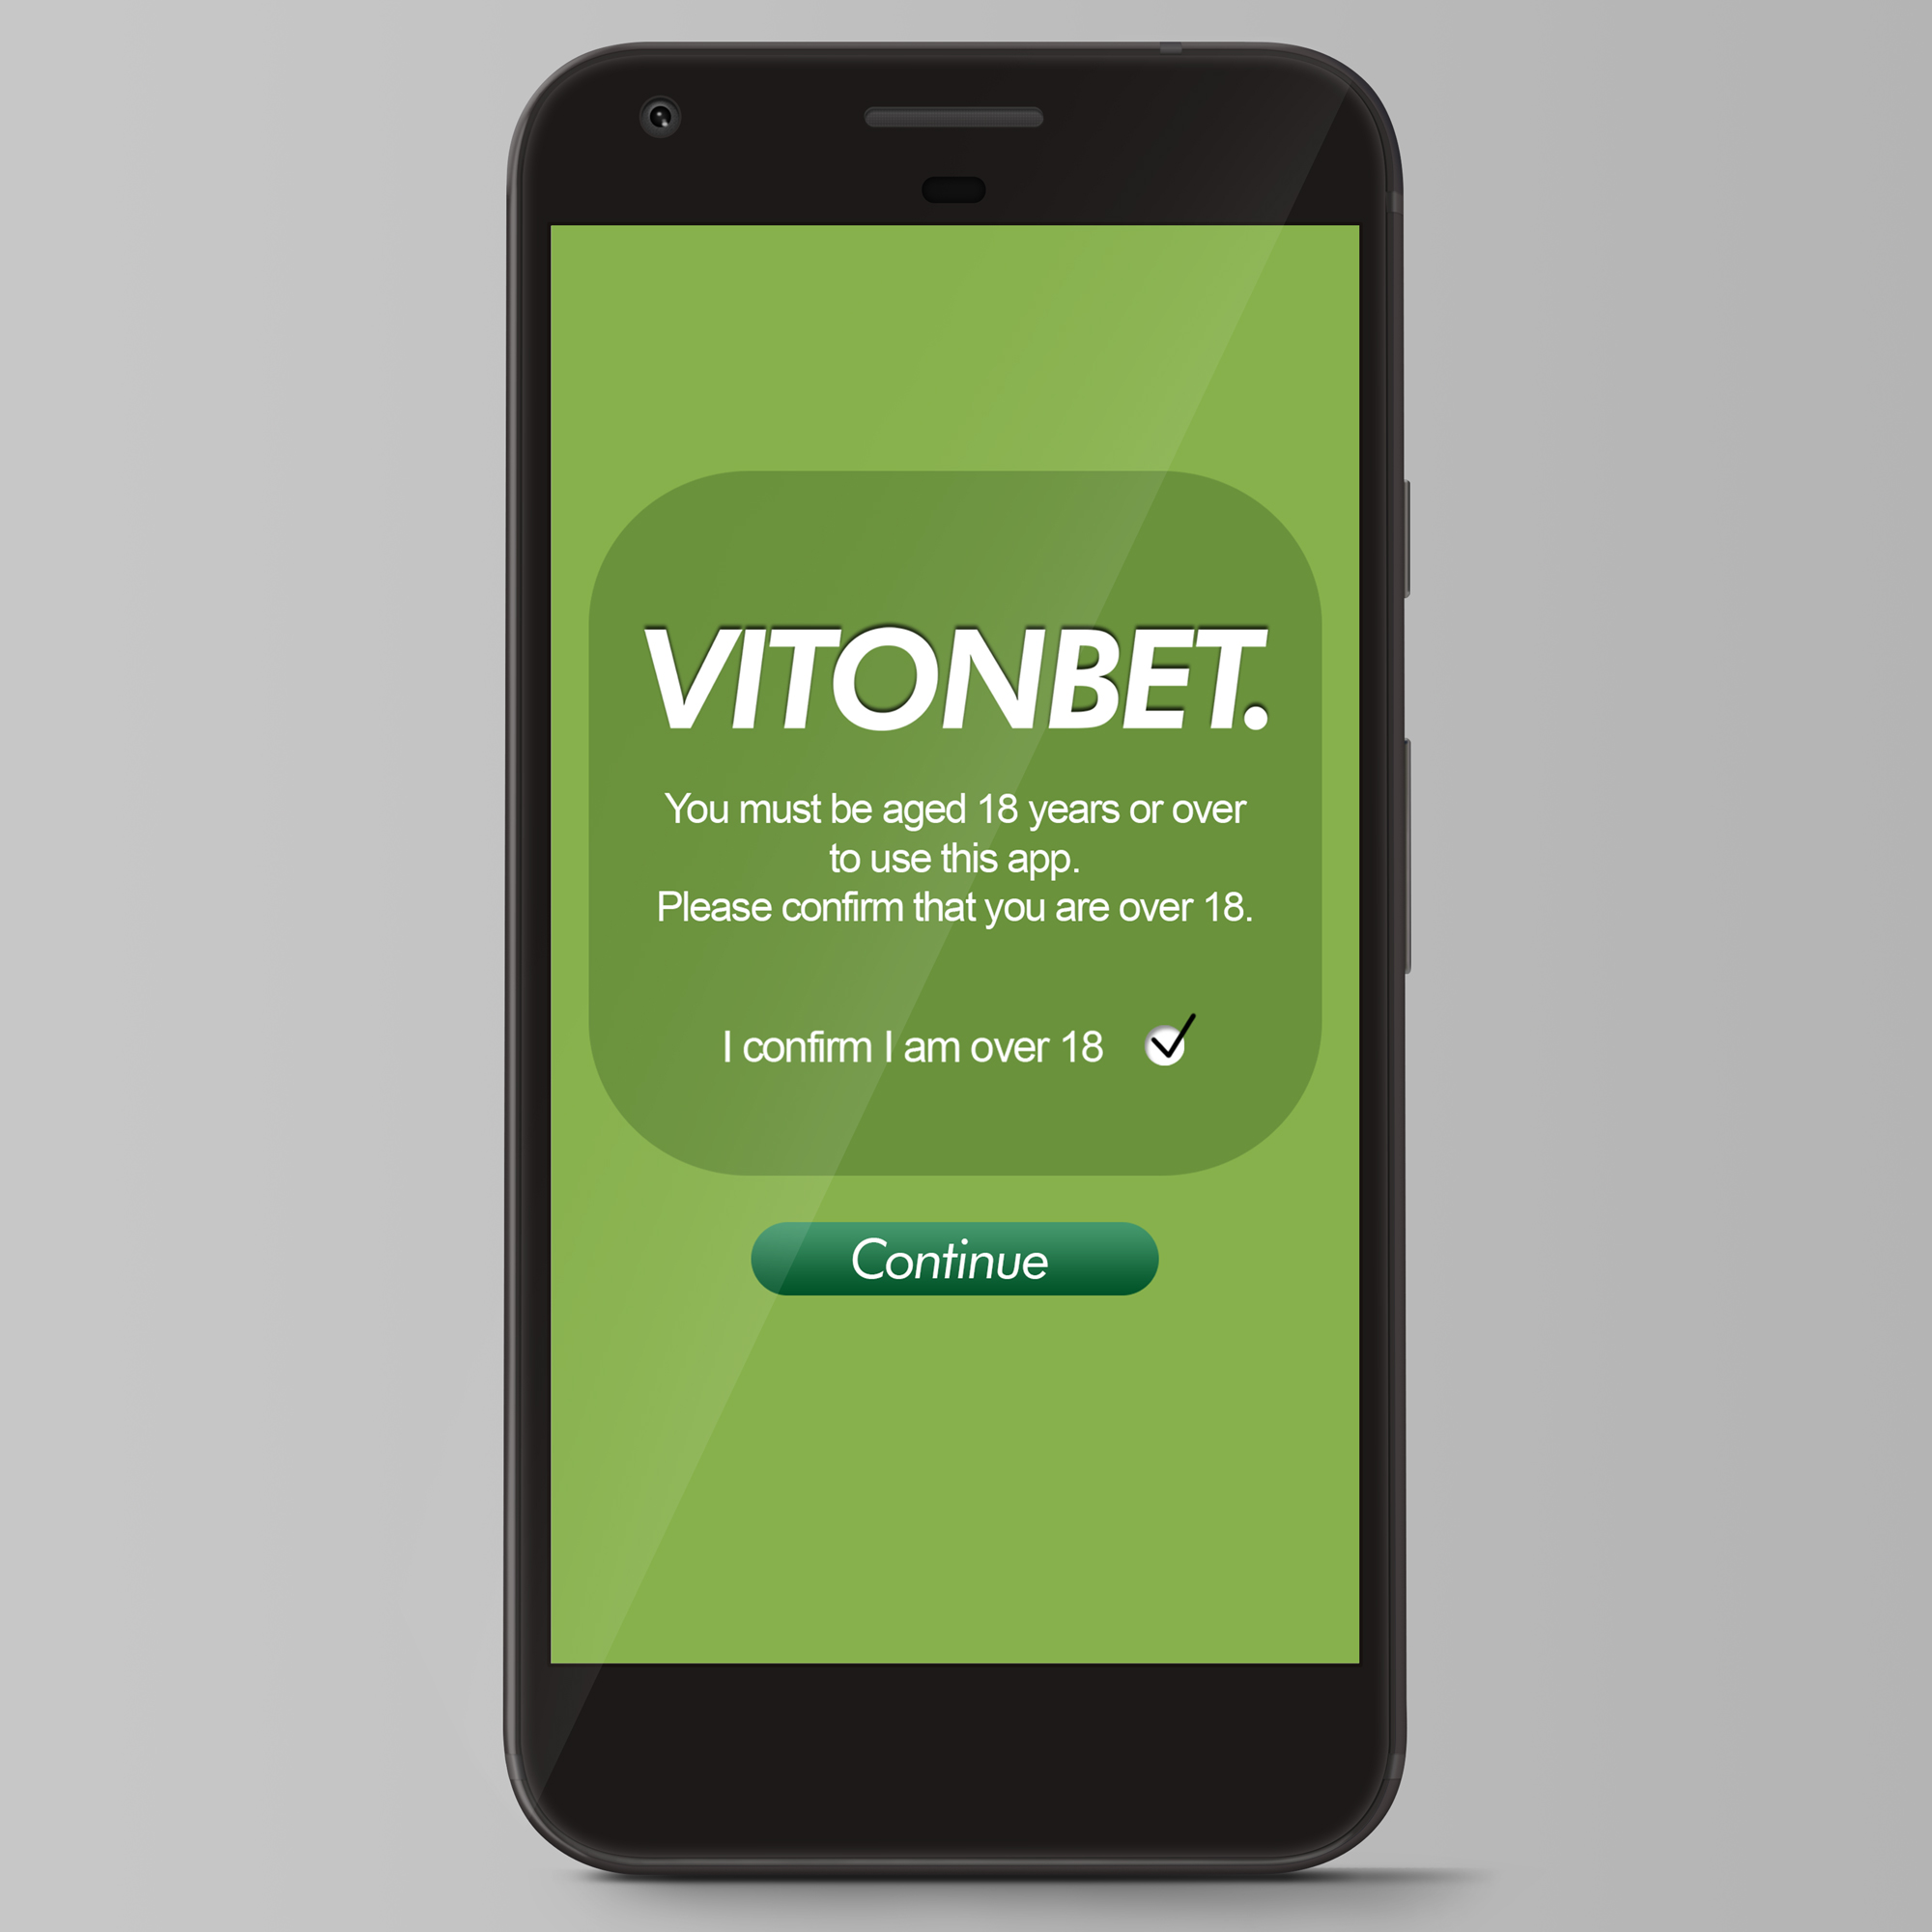 VITONBET.
You must be aged 18 years or over
to use this app.
Please confirm that you are over 18.
I confirm I am over 18
Continue